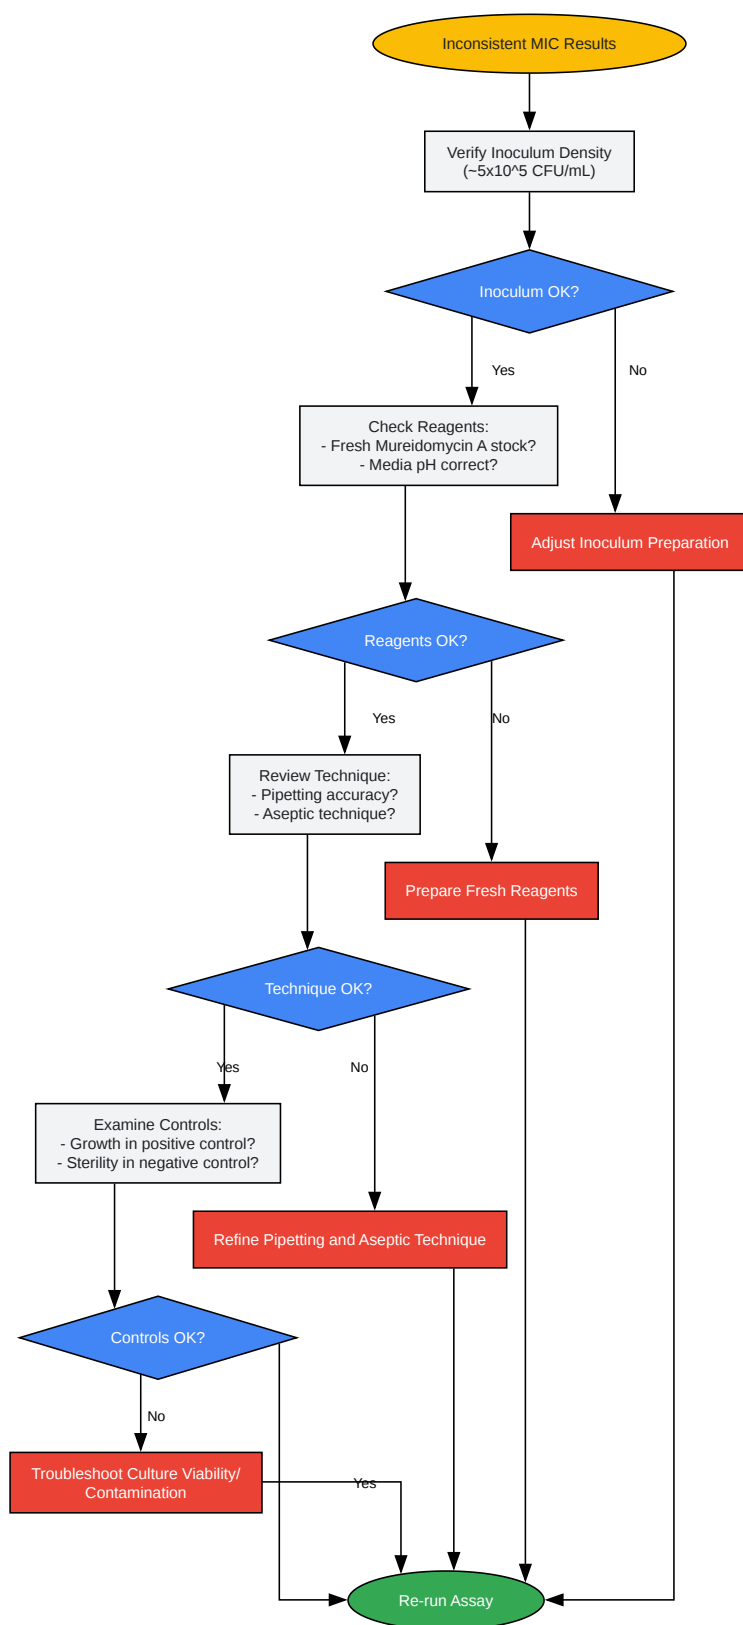 Inconsistent MIC Results
Verify Inoculum Density
(~5x10^5 CFU/mL)
Inoculum OK?
Yes
No
Check Reagents:
- Fresh Mureidomycin A stock?
- Media pH correct?
Adjust Inoculum Preparation
Reagents OK?
Yes
No
Review Technique:
- Pipetting accuracy?
- Aseptic technique?
Prepare Fresh Reagents
Technique OK?
Yes
No
Examine Controls:
- Growth in positive control?
- Sterility in negative control?
Refine Pipetting and Aseptic Technique
Controls OK?
No
Troubleshoot Culture Viability/
Contamination
Yes
Re-run Assay